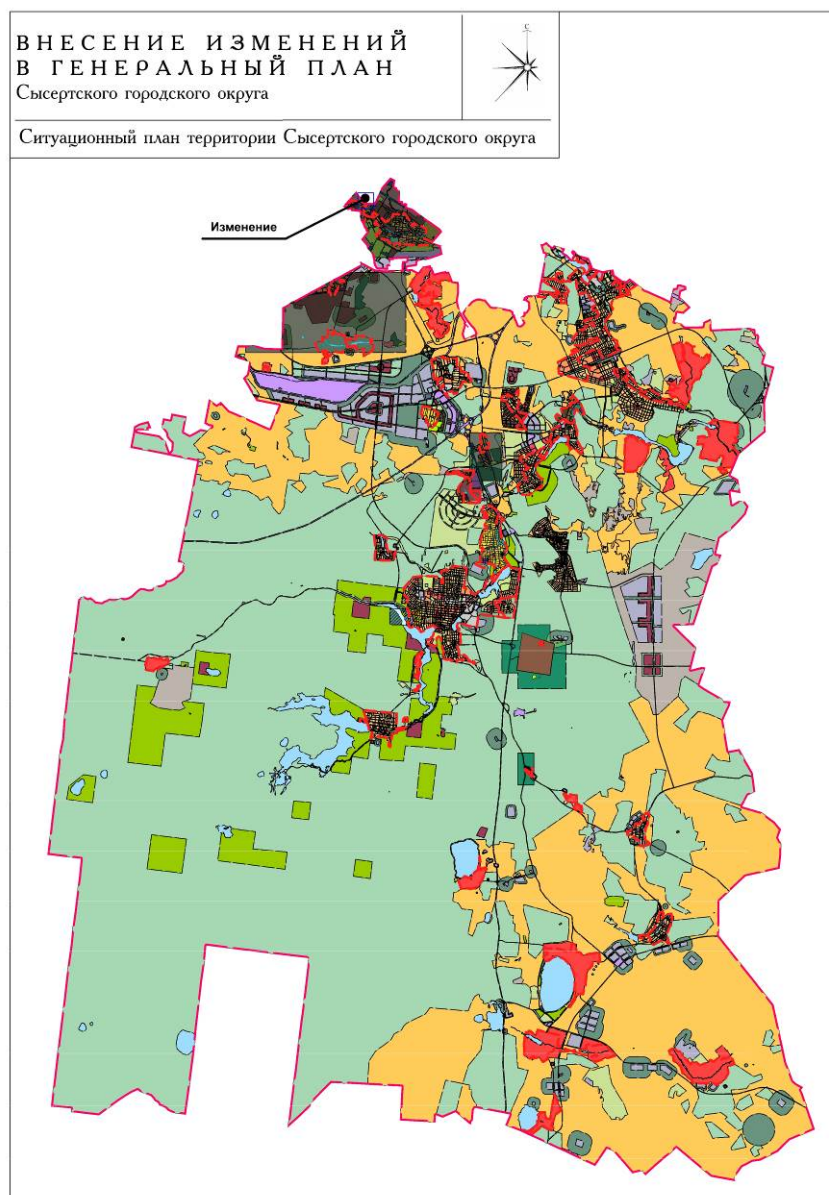 ВНЕСЕНИЕ ИЗМЕНЕНИЙ
В ГЕНЕРАЛЬНЫЙ ПЛАН
Сысертского городского округа
С
Ситуационный план территории Сысертского городского округа
Изменение